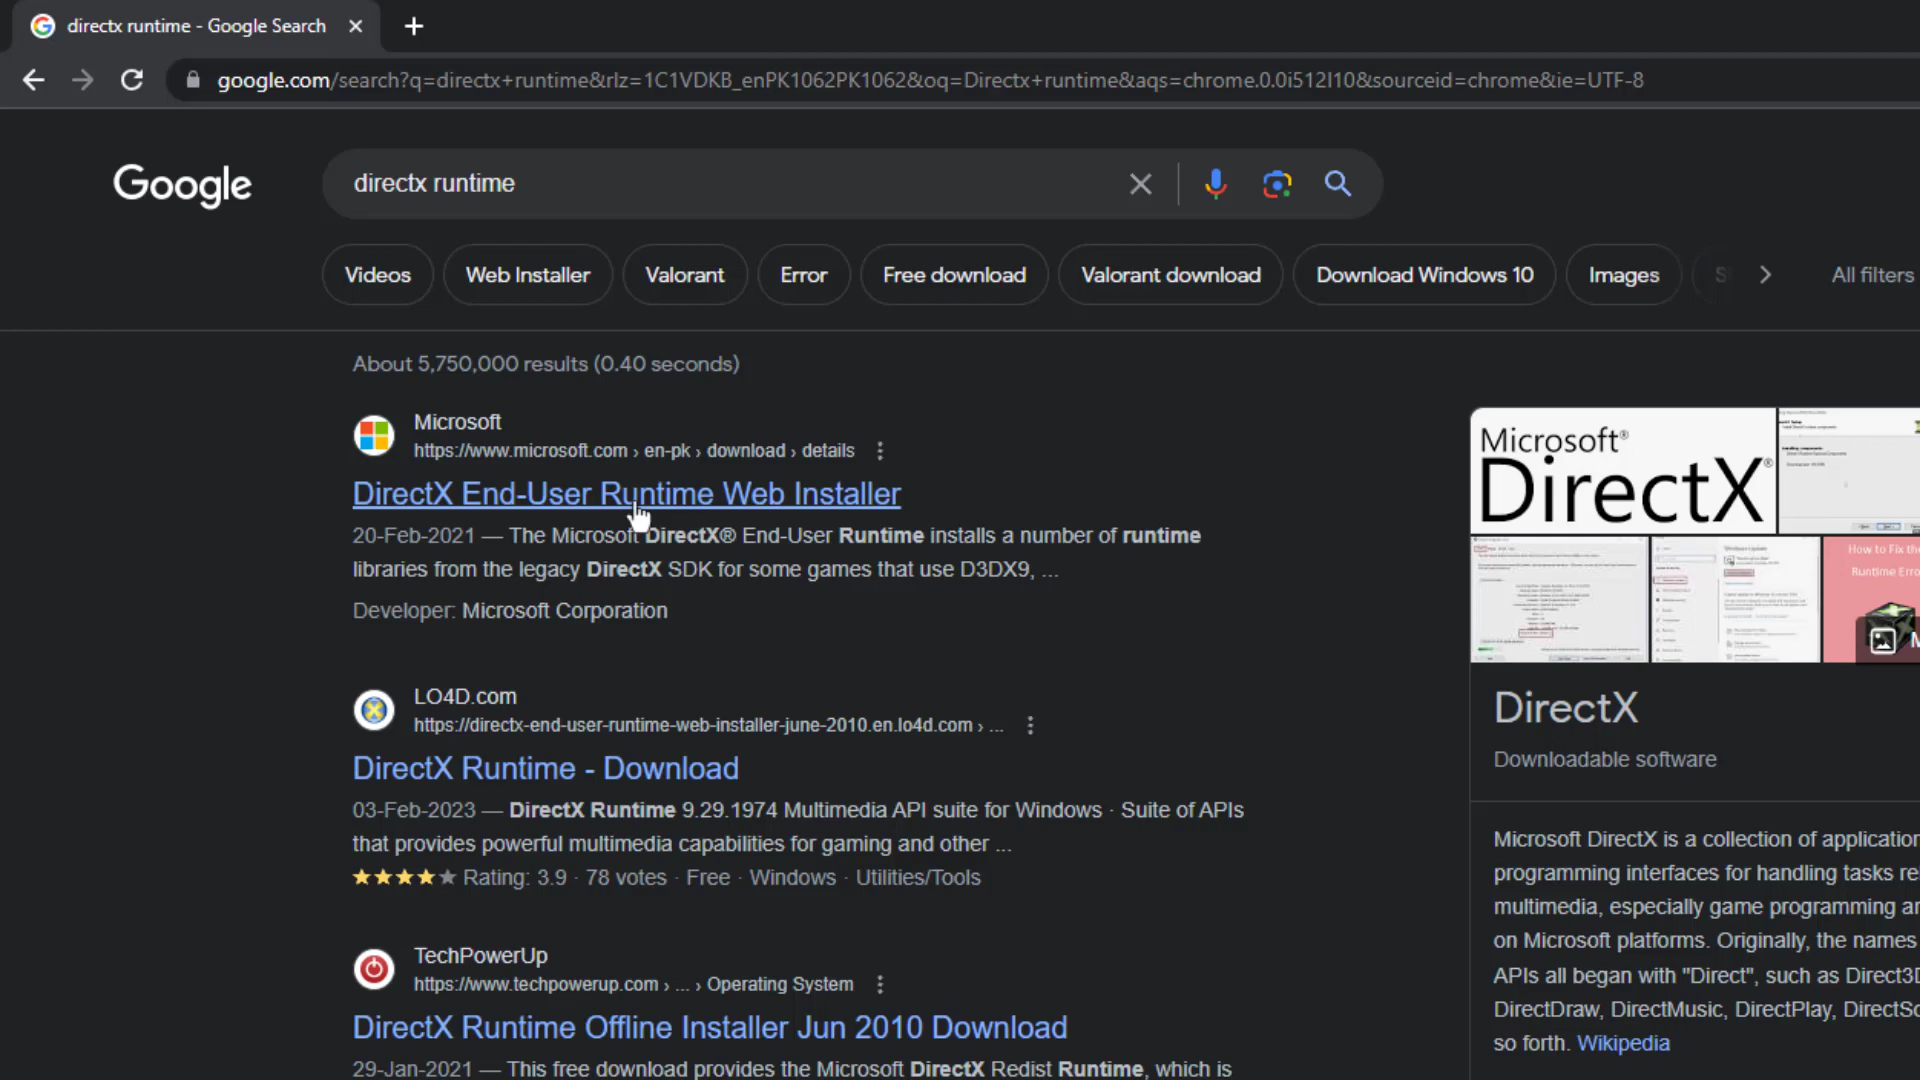 directx runtime - Google Search
google.com/search?q=directx+runtime&rlz=1C1VDKB_enPK1062PK1062&oq=Directx+runtime&aqs=chrome.0.0i512l10&sourceid=chrome&ie=UTF-8
Google
directx runtime
Videos
Web Installer
Valorant
Error
Free download
Valorant download
Download Windows 10
Images
All filters
About 5,750,000 results (0.40 seconds)
Microsoft
https://www.microsoft.com › en-pk › download › details
DirectX End-User Runtime Web Installer
20-Feb-2021 — The Microsoft DirectX® End-User Runtime installs a number of runtime
libraries from the legacy DirectX SDK for some games that use D3DX9, ...
Developer: Microsoft Corporation
LO4D.com
https://directx-end-user-runtime-web-installer-june-2010.en.lo4d.com › ...
DirectX Runtime - Download
03-Feb-2023 — DirectX Runtime 9.29.1974 Multimedia API suite for Windows · Suite of APIs
that provides powerful multimedia capabilities for gaming and other ...
Rating: 3.9 · 78 votes · Free · Windows · Utilities/Tools
TechPowerUp
https://www.techpowerup.com › ... › Operating System
DirectX Runtime Offline Installer Jun 2010 Download
29-Jan-2021 — This free download provides the Microsoft DirectX Redist Runtime, which is
Microsoft®
DirectX®
How to Fix the
Runtime Erro
DirectX
Downloadable software
Microsoft DirectX is a collection of application
programming interfaces for handling tasks re
multimedia, especially game programming a
on Microsoft platforms. Originally, the names
APIs all began with "Direct", such as Direct3D
DirectDraw, DirectMusic, DirectPlay, DirectSo
so forth. Wikipedia